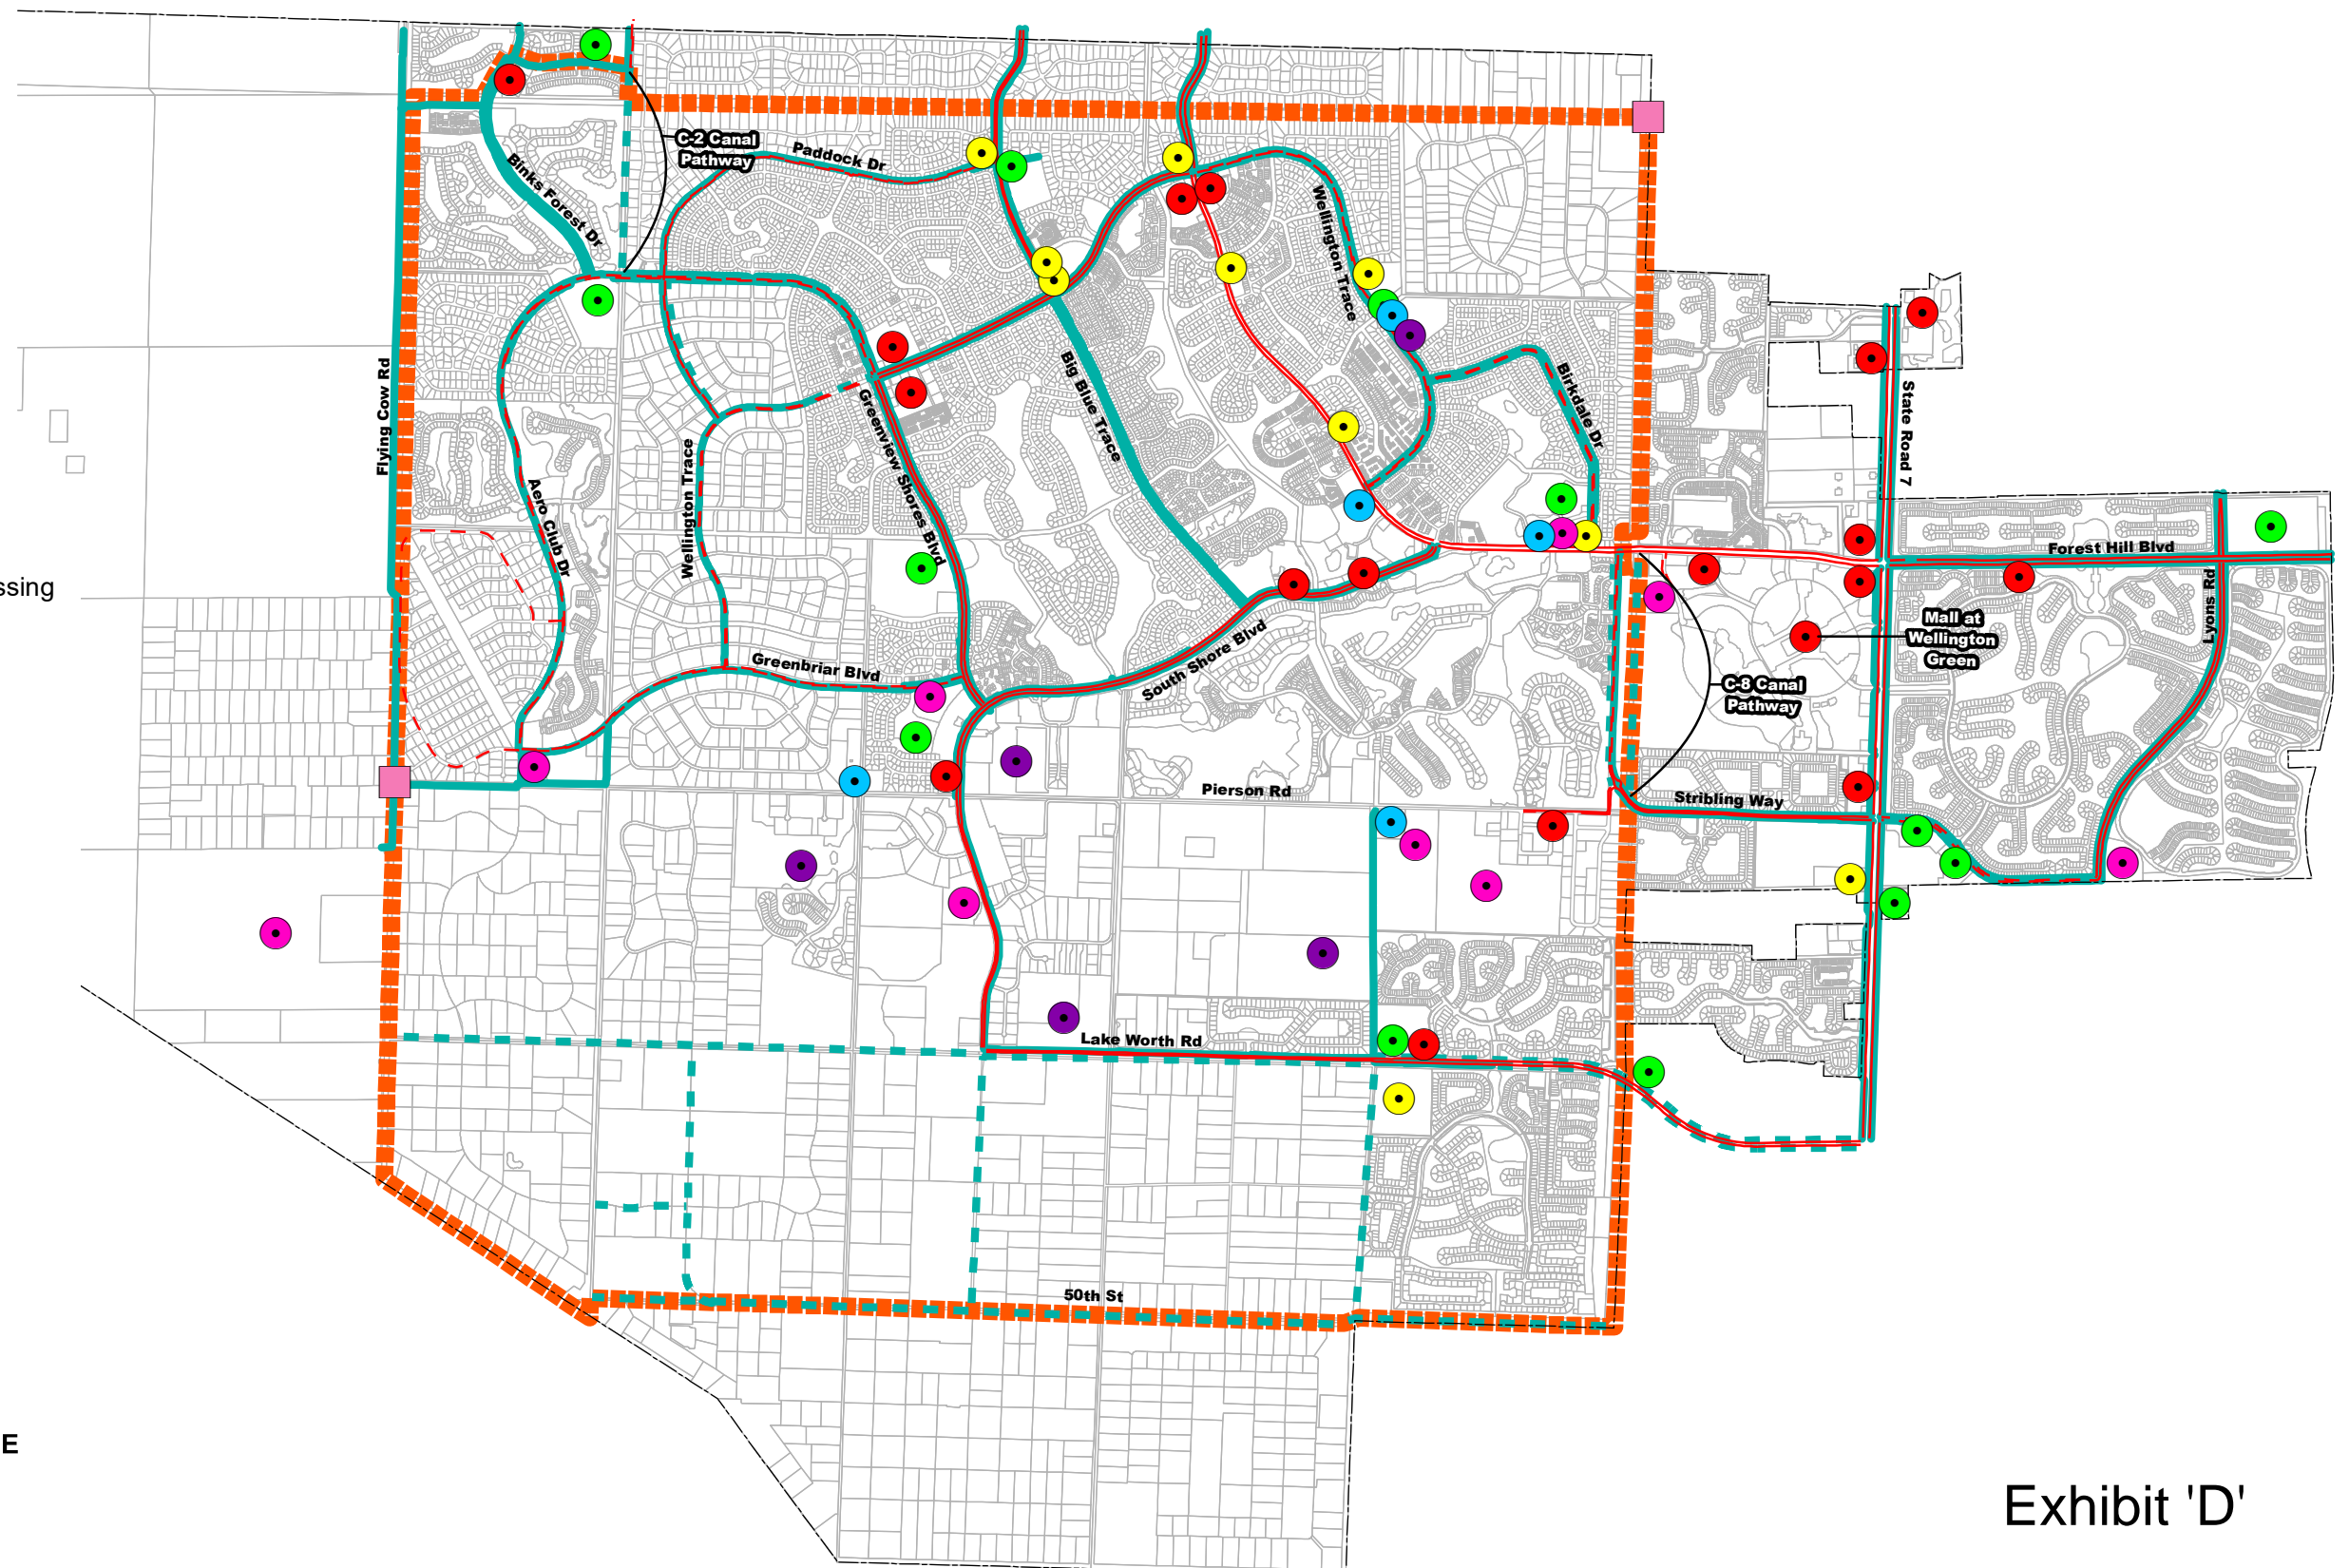 C-2 Canal
Pathway
Paddock Dr
Binks Forest Dr
Wellington Trace
Flying Cow Rd
Big Blue Trace
Birkdale Dr
State Road 7
Greenview Shores Blvd
Wellington Trace
Aero Club Dr
Forest Hill Blvd
ssing
Lyons Rd
Mall at
Wellington
Green
South Shore Blvd
Greenbriar Blvd
C-8 Canal
Pathway
Pierson Rd
Stribling Way
Lake Worth Rd
50th St
E
Exhibit 'D'